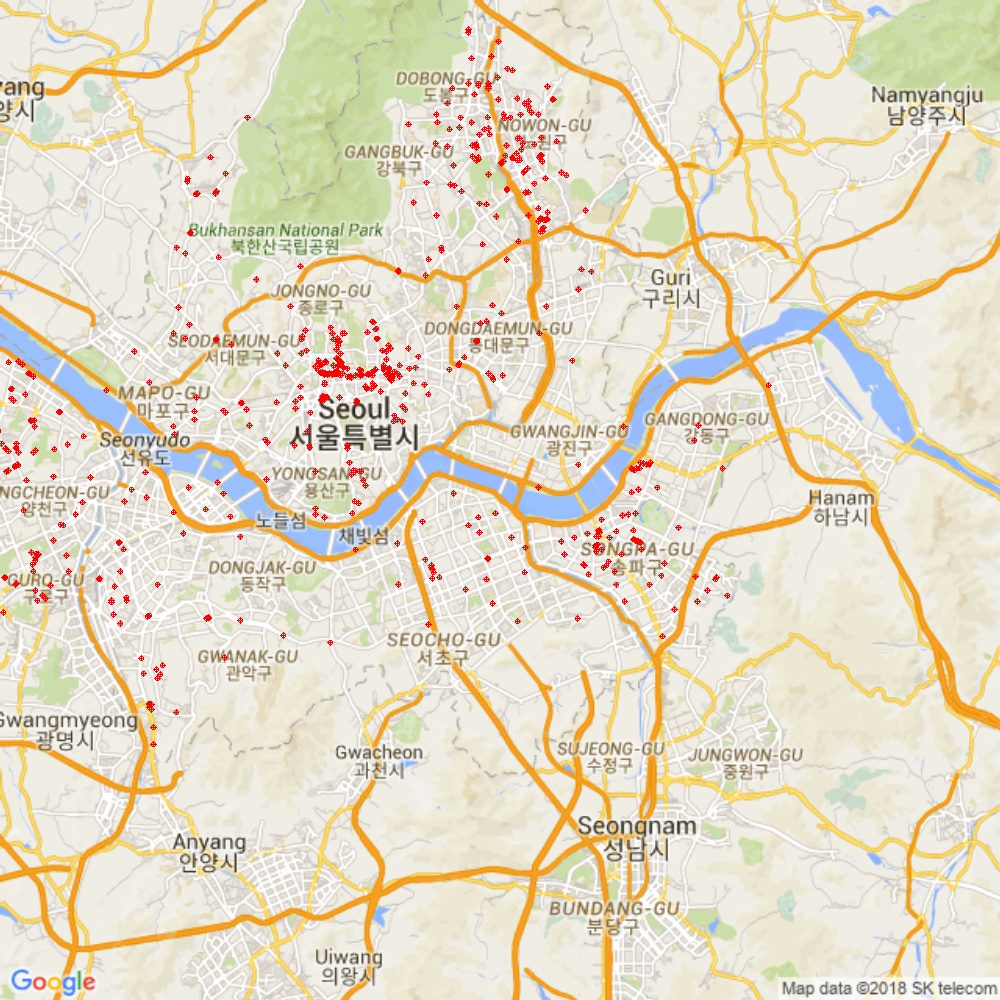 DOBONG-GU
도봉구
yang
양시
Namyangju
남양주시
NOWON-GU
노원구
GANGBUK-GU
강북구
Bukhansan National Park
북한산국립공원
Guri
구리시
JONGNO-GU
종로구
DONGDAEMUN-GU
동대문구
SEODAEMUN-GU
서대문구
MAPO-GU
마포구
Seoul
서울특별시
GANGDONG-GU
강동구
GWANGJIN-GU
광진구
Seonyudo
선유도
YONGSAN-GU
용산구
NGCHEON-GU
양천구
Hanam
하남시
노들섬
채빛섬
SONGPA-GU
송파구
DONGJAK-GU
동작구
GURO-GU
구로구
SEOCHO-GU
서초구
GWANAK-GU
관악구
Gwangmyeong
광명시
Gwacheon
과천시
SUJEONG-GU
수정구
JUNGWON-GU
중원구
Seongnam
성남시
Anyang
안양시
BUNDANG-GU
분당구
Uiwang
의왕시
Google
Map data ©2018 SK telecom